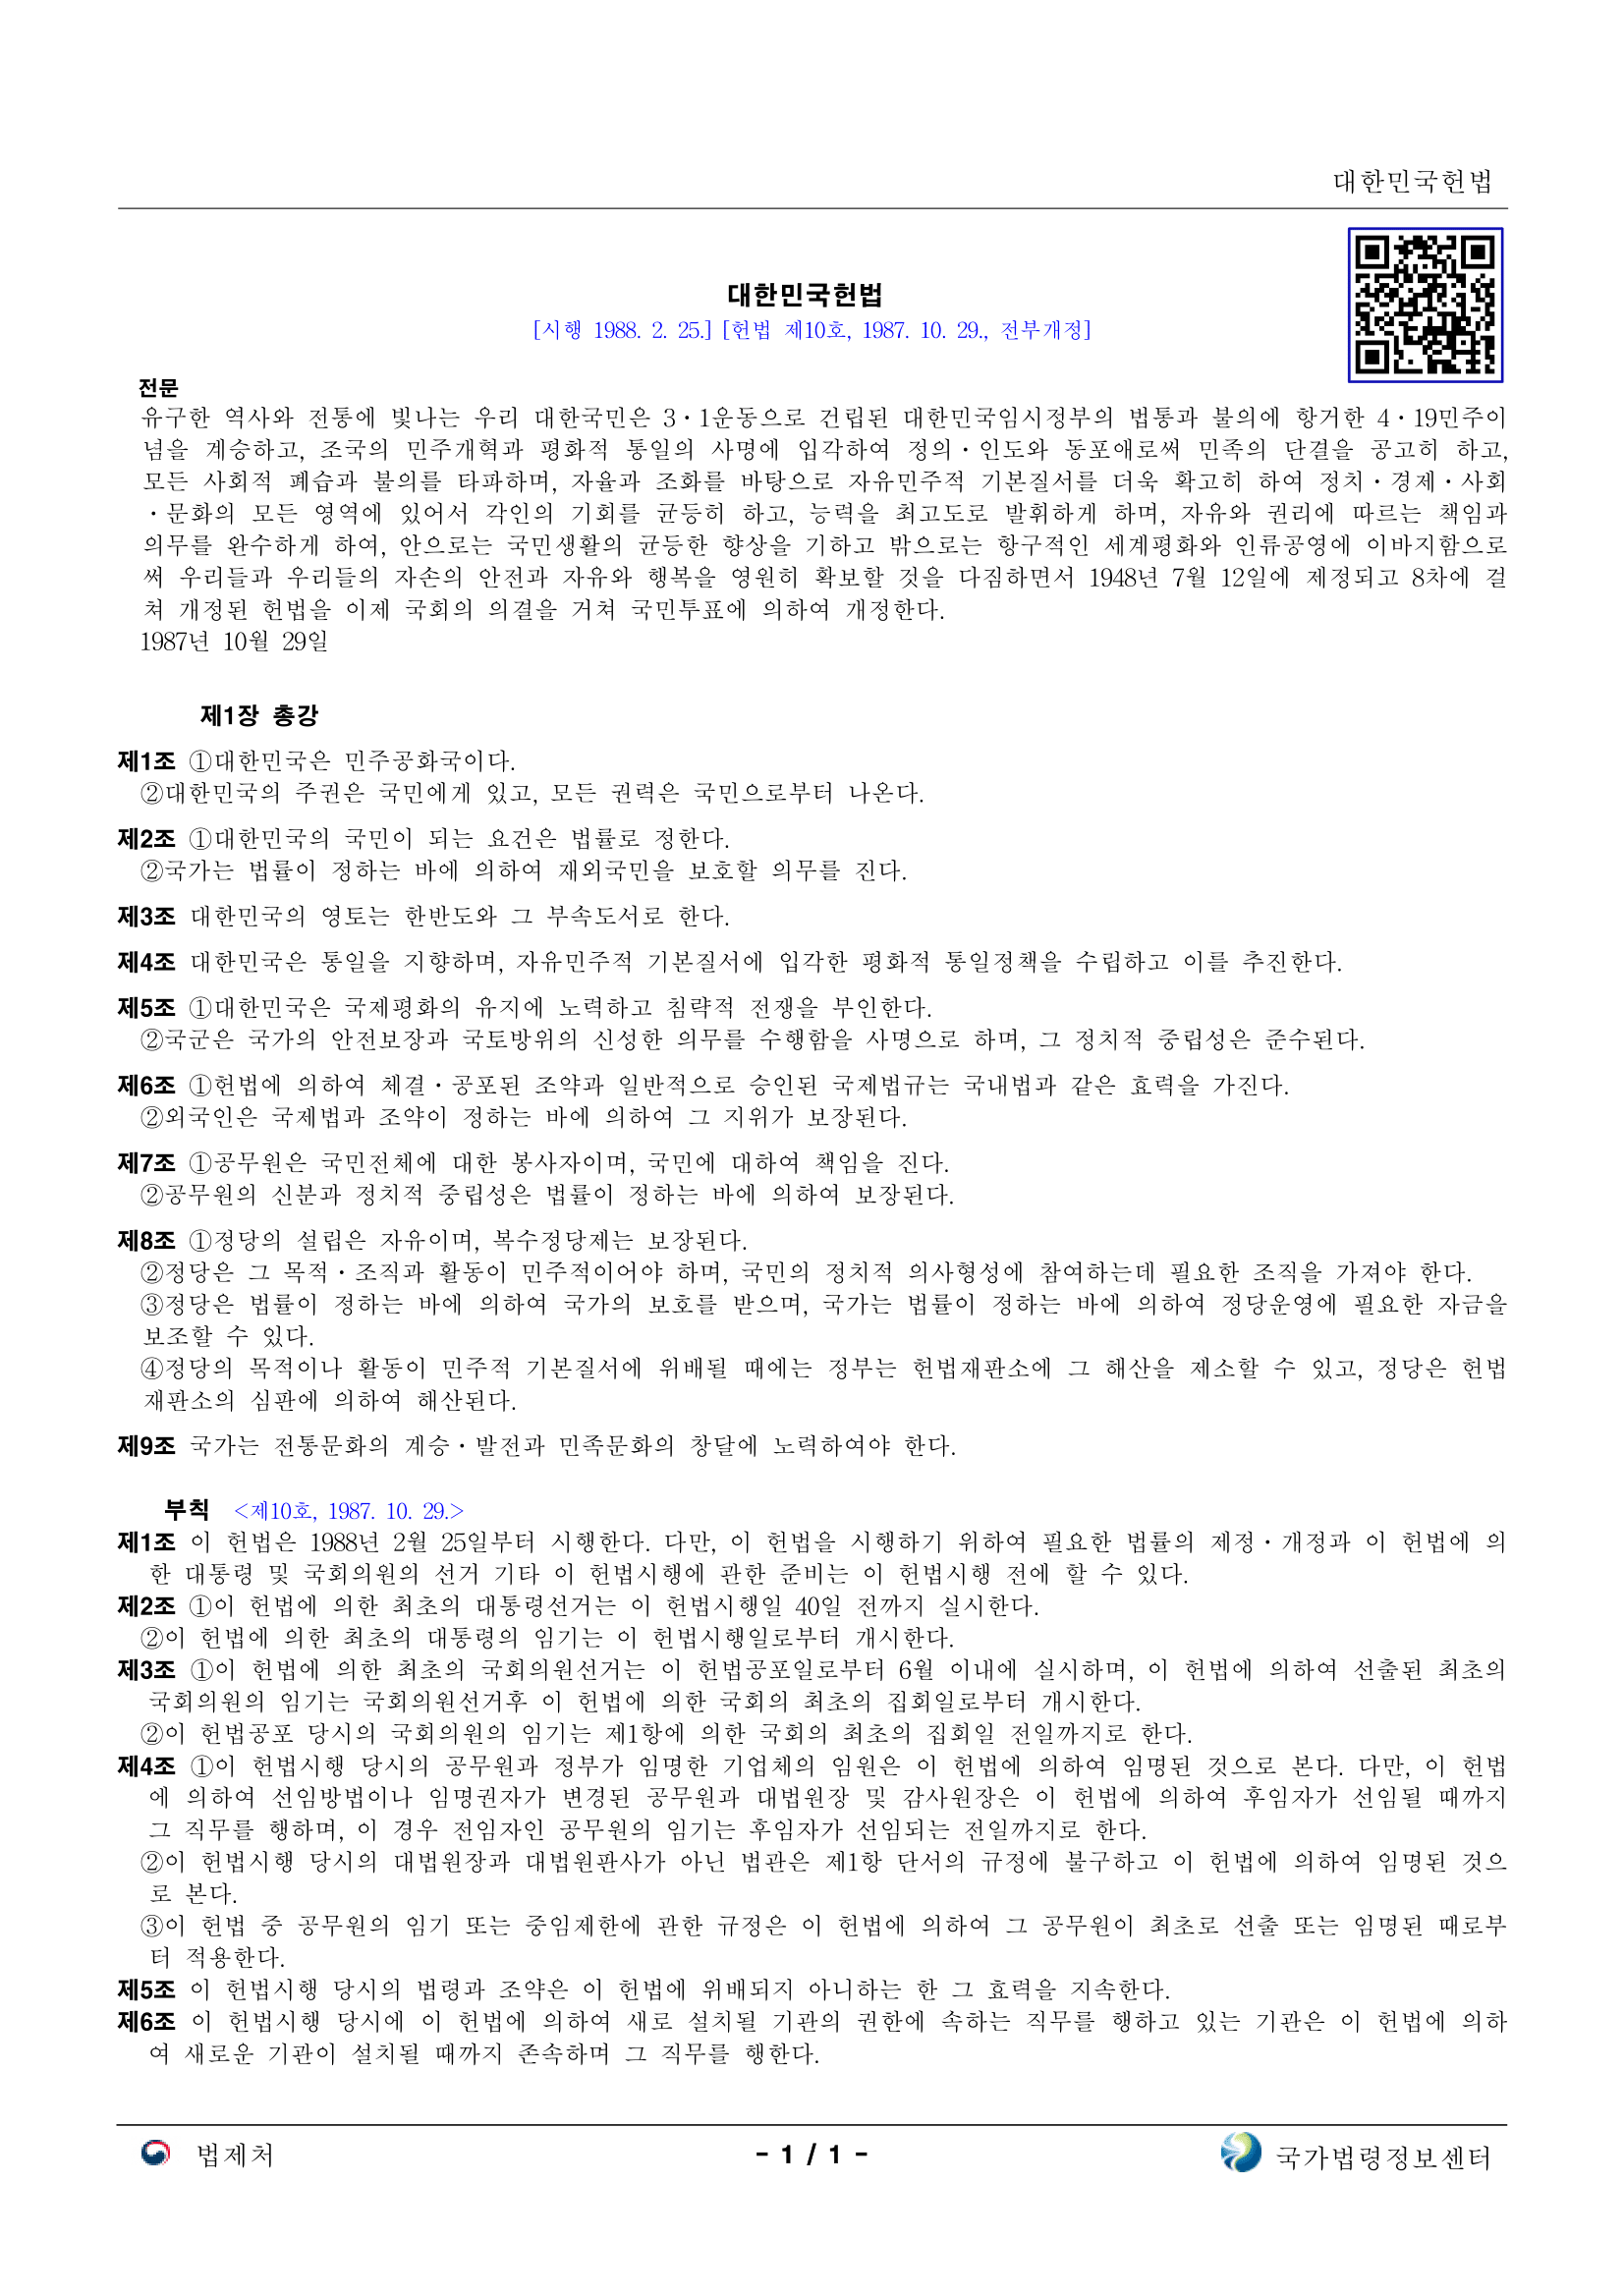 대한민국헌법
대한민국헌법
[시행 1988. 2. 25.] [헌법 제10호, 1987. 10. 29., 전부개정]
전문
유구한 역사와 전통에 빛나는 우리 대한국민은 3ㆍ1운동으로 건립된 대한민국임시정부의 법통과 불의에 항거한 4ㆍ19민주이
념을 계승하고, 조국의 민주개혁과 평화적 통일의 사명에 입각하여 정의ㆍ인도와 동포애로써 민족의 단결을 공고히 하고,
모든 사회적 폐습과 불의를 타파하며, 자율과 조화를 바탕으로 자유민주적 기본질서를 더욱 확고히 하여 정치ㆍ경제ㆍ사회
ㆍ문화의 모든 영역에 있어서 각인의 기회를 균등히 하고, 능력을 최고도로 발휘하게 하며, 자유와 권리에 따르는 책임과
의무를 완수하게 하여, 안으로는 국민생활의 균등한 향상을 기하고 밖으로는 항구적인 세계평화와 인류공영에 이바지함으로
써 우리들과 우리들의 자손의 안전과 자유와 행복을 영원히 확보할 것을 다짐하면서 1948년 7월 12일에 제정되고 8차에 걸
쳐 개정된 헌법을 이제 국회의 의결을 거쳐 국민투표에 의하여 개정한다.
1987년 10월 29일
제1장 총강
제1조 ①대한민국은 민주공화국이다.
②대한민국의 주권은 국민에게 있고, 모든 권력은 국민으로부터 나온다.
제2조 ①대한민국의 국민이 되는 요건은 법률로 정한다.
②국가는 법률이 정하는 바에 의하여 재외국민을 보호할 의무를 진다.
제3조 대한민국의 영토는 한반도와 그 부속도서로 한다.
제4조 대한민국은 통일을 지향하며, 자유민주적 기본질서에 입각한 평화적 통일정책을 수립하고 이를 추진한다.
제5조 ①대한민국은 국제평화의 유지에 노력하고 침략적 전쟁을 부인한다.
②국군은 국가의 안전보장과 국토방위의 신성한 의무를 수행함을 사명으로 하며, 그 정치적 중립성은 준수된다.
제6조 ①헌법에 의하여 체결ㆍ공포된 조약과 일반적으로 승인된 국제법규는 국내법과 같은 효력을 가진다.
②외국인은 국제법과 조약이 정하는 바에 의하여 그 지위가 보장된다.
제7조 ①공무원은 국민전체에 대한 봉사자이며, 국민에 대하여 책임을 진다.
②공무원의 신분과 정치적 중립성은 법률이 정하는 바에 의하여 보장된다.
제8조 ①정당의 설립은 자유이며, 복수정당제는 보장된다.
②정당은 그 목적ㆍ조직과 활동이 민주적이어야 하며, 국민의 정치적 의사형성에 참여하는데 필요한 조직을 가져야 한다.
③정당은 법률이 정하는 바에 의하여 국가의 보호를 받으며, 국가는 법률이 정하는 바에 의하여 정당운영에 필요한 자금을
보조할 수 있다.
④정당의 목적이나 활동이 민주적 기본질서에 위배될 때에는 정부는 헌법재판소에 그 해산을 제소할 수 있고, 정당은 헌법
재판소의 심판에 의하여 해산된다.
제9조 국가는 전통문화의 계승ㆍ발전과 민족문화의 창달에 노력하여야 한다.
부칙 <제10호, 1987. 10. 29.>
제1조 이 헌법은 1988년 2월 25일부터 시행한다. 다만, 이 헌법을 시행하기 위하여 필요한 법률의 제정ㆍ개정과 이 헌법에 의
한 대통령 및 국회의원의 선거 기타 이 헌법시행에 관한 준비는 이 헌법시행 전에 할 수 있다.
제2조 ①이 헌법에 의한 최초의 대통령선거는 이 헌법시행일 40일 전까지 실시한다.
②이 헌법에 의한 최초의 대통령의 임기는 이 헌법시행일로부터 개시한다.
제3조 ①이 헌법에 의한 최초의 국회의원선거는 이 헌법공포일로부터 6월 이내에 실시하며, 이 헌법에 의하여 선출된 최초의
국회의원의 임기는 국회의원선거후 이 헌법에 의한 국회의 최초의 집회일로부터 개시한다.
②이 헌법공포 당시의 국회의원의 임기는 제1항에 의한 국회의 최초의 집회일 전일까지로 한다.
제4조 ①이 헌법시행 당시의 공무원과 정부가 임명한 기업체의 임원은 이 헌법에 의하여 임명된 것으로 본다. 다만, 이 헌법
에 의하여 선임방법이나 임명권자가 변경된 공무원과 대법원장 및 감사원장은 이 헌법에 의하여 후임자가 선임될 때까지
그 직무를 행하며, 이 경우 전임자인 공무원의 임기는 후임자가 선임되는 전일까지로 한다.
②이 헌법시행 당시의 대법원장과 대법원판사가 아닌 법관은 제1항 단서의 규정에 불구하고 이 헌법에 의하여 임명된 것으
로 본다.
③이 헌법 중 공무원의 임기 또는 중임제한에 관한 규정은 이 헌법에 의하여 그 공무원이 최초로 선출 또는 임명된 때로부
터 적용한다.
제5조 이 헌법시행 당시의 법령과 조약은 이 헌법에 위배되지 아니하는 한 그 효력을 지속한다.
제6조 이 헌법시행 당시에 이 헌법에 의하여 새로 설치될 기관의 권한에 속하는 직무를 행하고 있는 기관은 이 헌법에 의하
여 새로운 기관이 설치될 때까지 존속하며 그 직무를 행한다.
법제처
- 1 / 1 -
국가법령정보센터